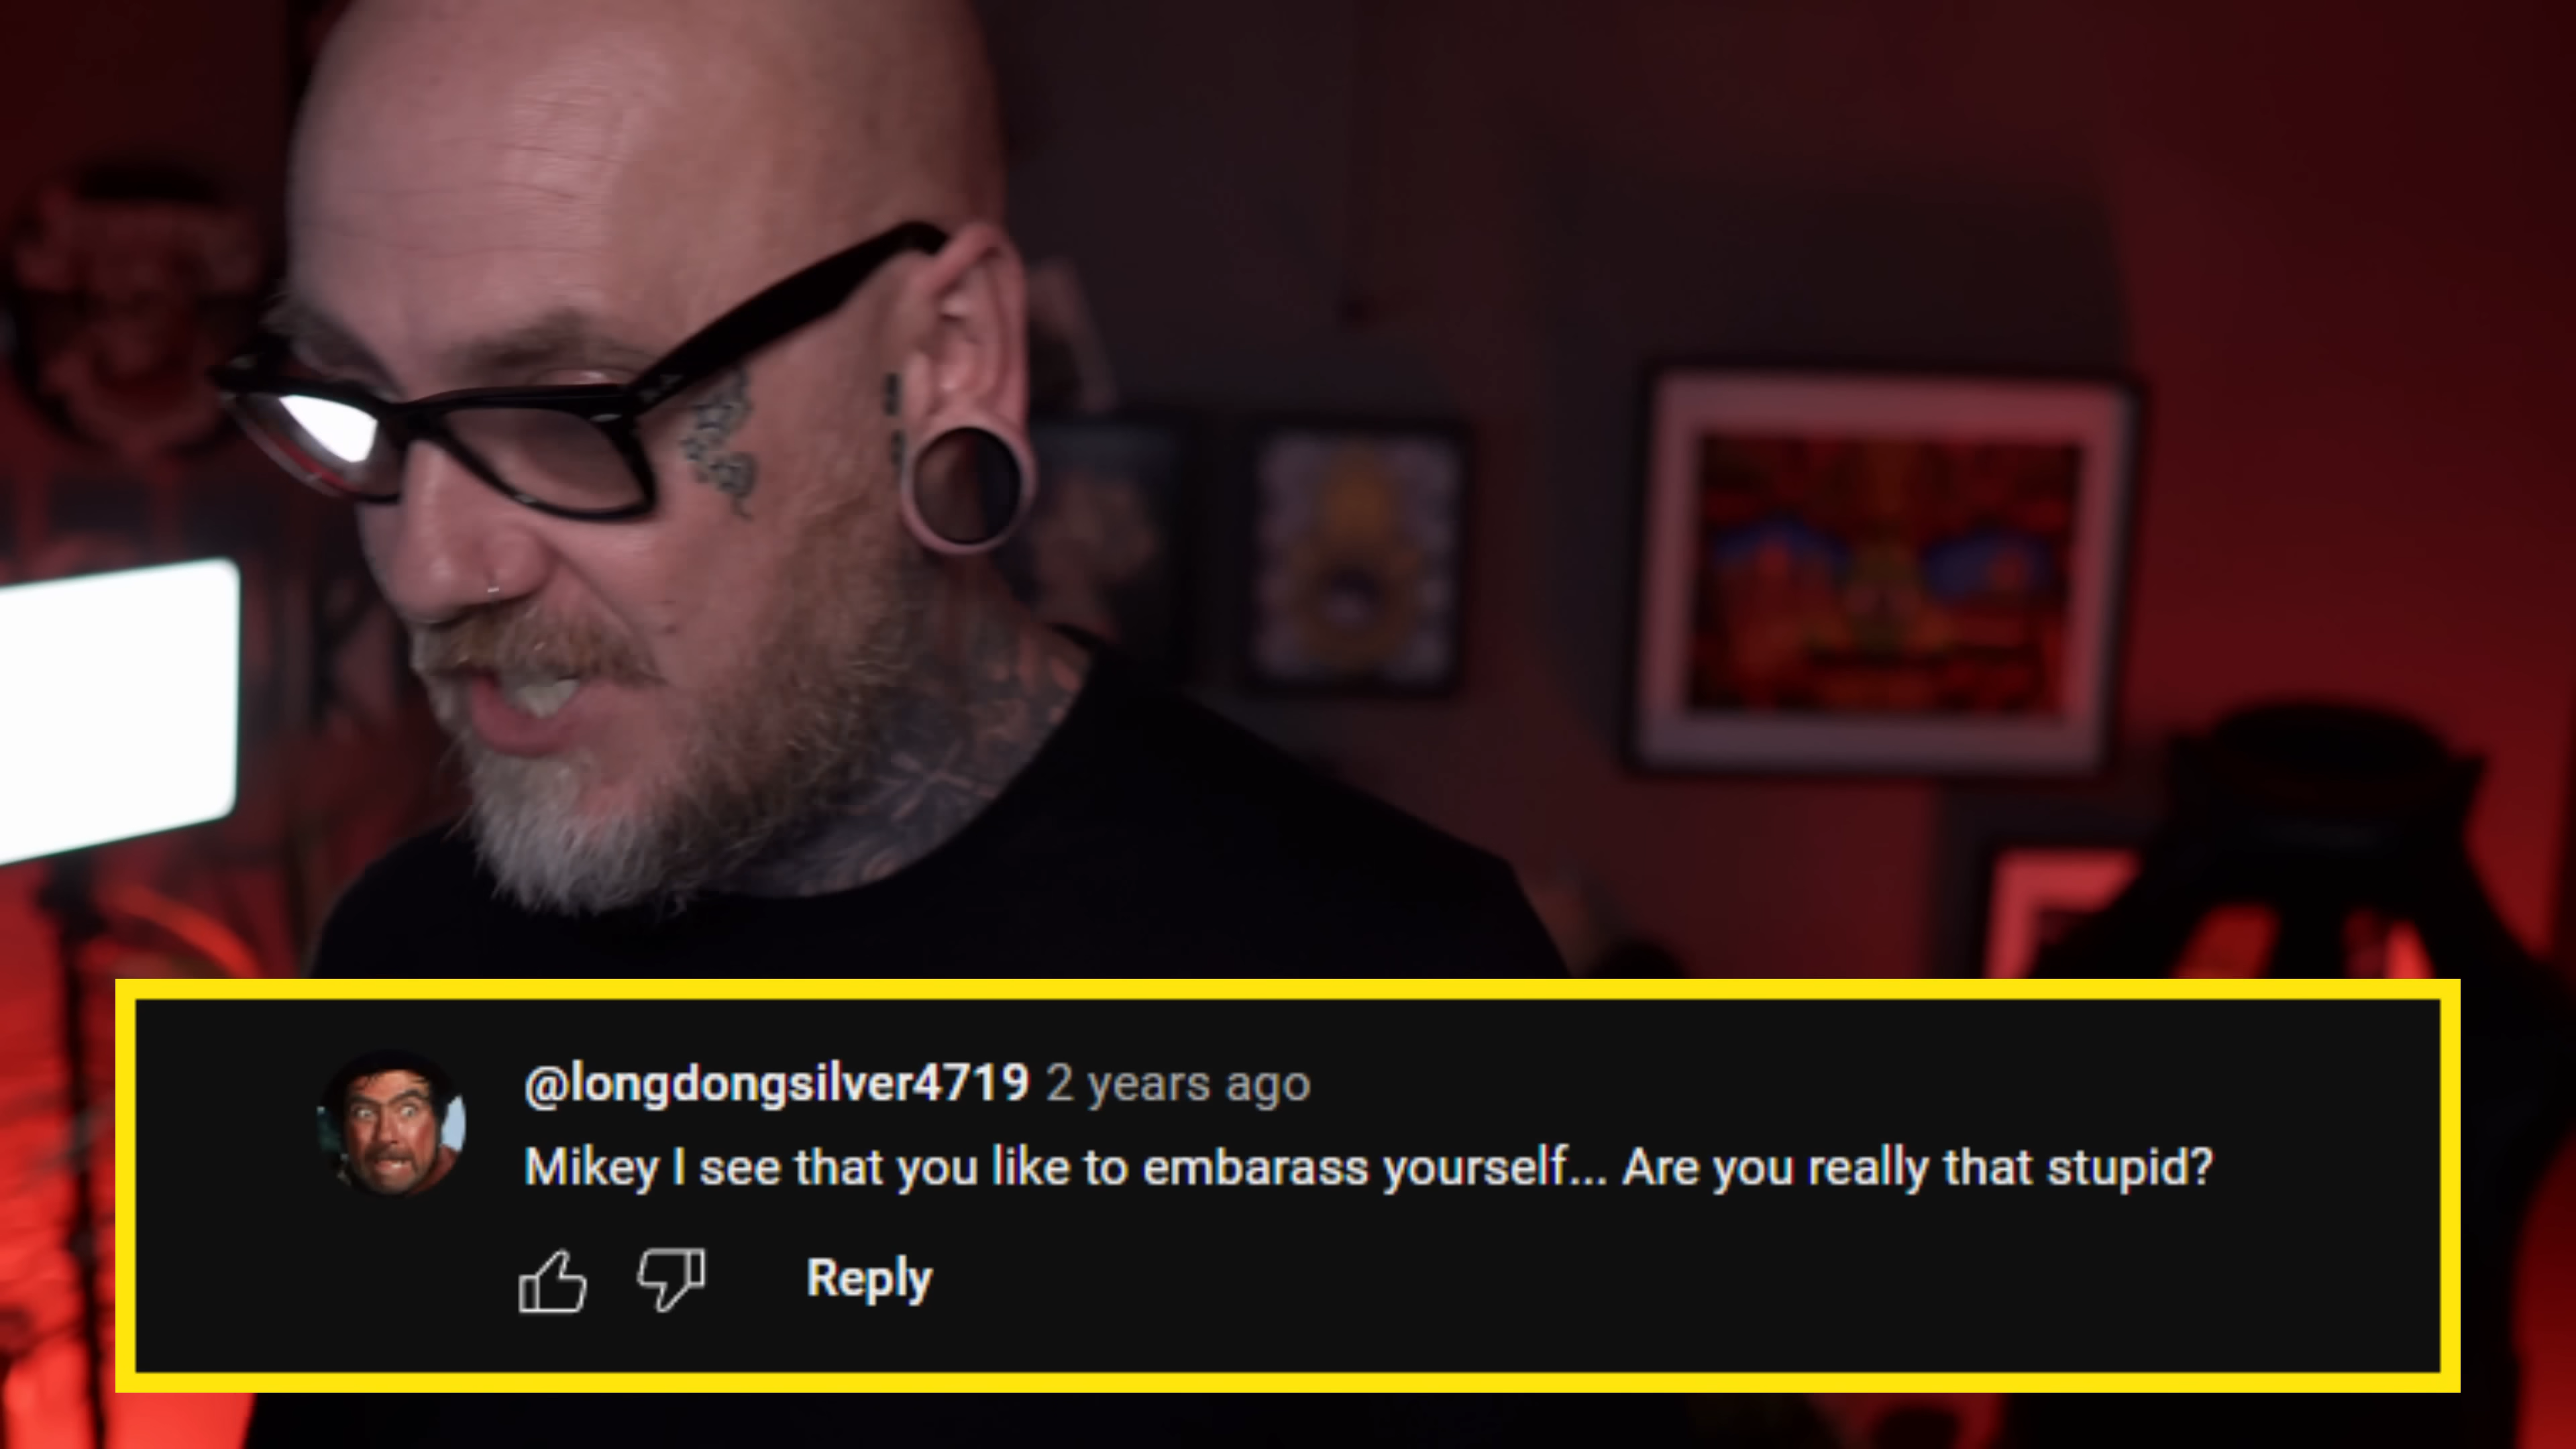 @longdongsilver4719 2 years ago
Mikey I see that you like to embarass yourself... Are you really that stupid?
Reply